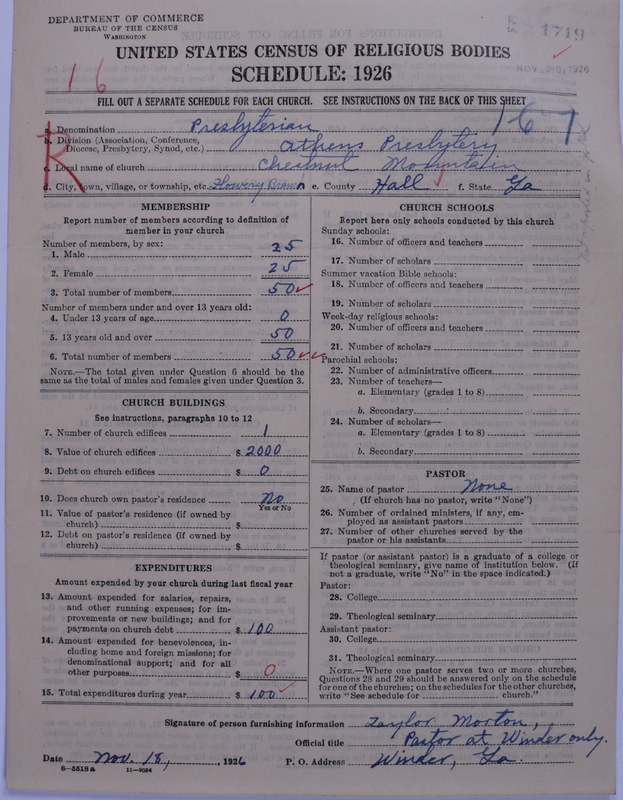 DEPARTMENT OF COMMERCE
BUREAU OF THE CENSUS
WASHINGTON
1719
UNITED STATES CENSUS OF RELIGIOUS BODIES
SCHEDULE: 1926
16
FILL OUT A SEPARATE SCHEDULE FOR EACH CHURCH. SEE INSTRUCTIONS ON THE BACK OF THIS SHEET
167
a. Denomination Presbyterian
b. Division (Association, Conference,
Diocese, Presbytery, Synod, etc.) Athens Presbytery
c. Local name of church Chestnut Mountain
d. City, town, village, or township, etc. Flowery Branch e. County Hall f. State Ga
R
MEMBERSHIP
Report number of members according to definition of
member in your church
Number of members, by sex:
1. Male 25
2. Female 25
3. Total number of members 50
Number of members under and over 13 years old:
4. Under 13 years of age 0
5. 13 years old and over 50
6. Total number of members 50
NOTE.—The total given under Question 6 should be
same as the total of males and females given under Question 3.
CHURCH BUILDINGS
See instructions, paragraphs 10 to 12
7. Number of church edifices 1
8. Value of church edifices $ 2000
9. Debt on church edifices $ 0
10. Does church own pastor's residence no
Yes or No
11. Value of pastor's residence (if owned by
church) $
12. Debt on pastor's residence (if owned by
church) $
EXPENDITURES
Amount expended by your church during last fiscal year
13. Amount expended for salaries, repairs,
and other running expenses; for im-
provements or new buildings; and for
payments on church debt $ 100
14. Amount expended for benevolences, in-
cluding home and foreign missions; for
denominational support; and for all
other purposes $ 0
15. Total expenditures during year $ 100
CHURCH SCHOOLS
Report here only schools conducted by this church
Sunday schools:
16. Number of officers and teachers
17. Number of scholars
Summer vacation Bible schools:
18. Number of officers and teachers
19. Number of scholars
Week-day religious schools:
20. Number of officers and teachers
21. Number of scholars
Parochial schools:
22. Number of administrative officers
23. Number of teachers—
a. Elementary (grades 1 to 8)
b. Secondary
24. Number of scholars—
a. Elementary (grades 1 to 8)
b. Secondary
PASTOR
25. Name of pastor None
(If church has no pastor, write "None")
26. Number of ordained ministers, if any, em-
ployed as assistant pastors
27. Number of other churches served by the
pastor or his assistants
If pastor (or assistant pastor) is a graduate of a college or
theological seminary, give name of institution below. (If
not a graduate, write "No" in the space indicated.)
Pastor:
28. College
29. Theological seminary
Assistant pastor:
30. College
31. Theological seminary
NOTE.—Where one pastor serves two or more churches,
Questions 28 and 29 should be answered only on the schedule
for one of the churches; on the schedules for the other churches,
write "See schedule for church."
Signature of person furnishing information Taylor Morton,
Official title Pastor at Winder only.
Date Nov. 18, , 1926 P. O. Address Winder, Ga.
8—5518 a 11—9034